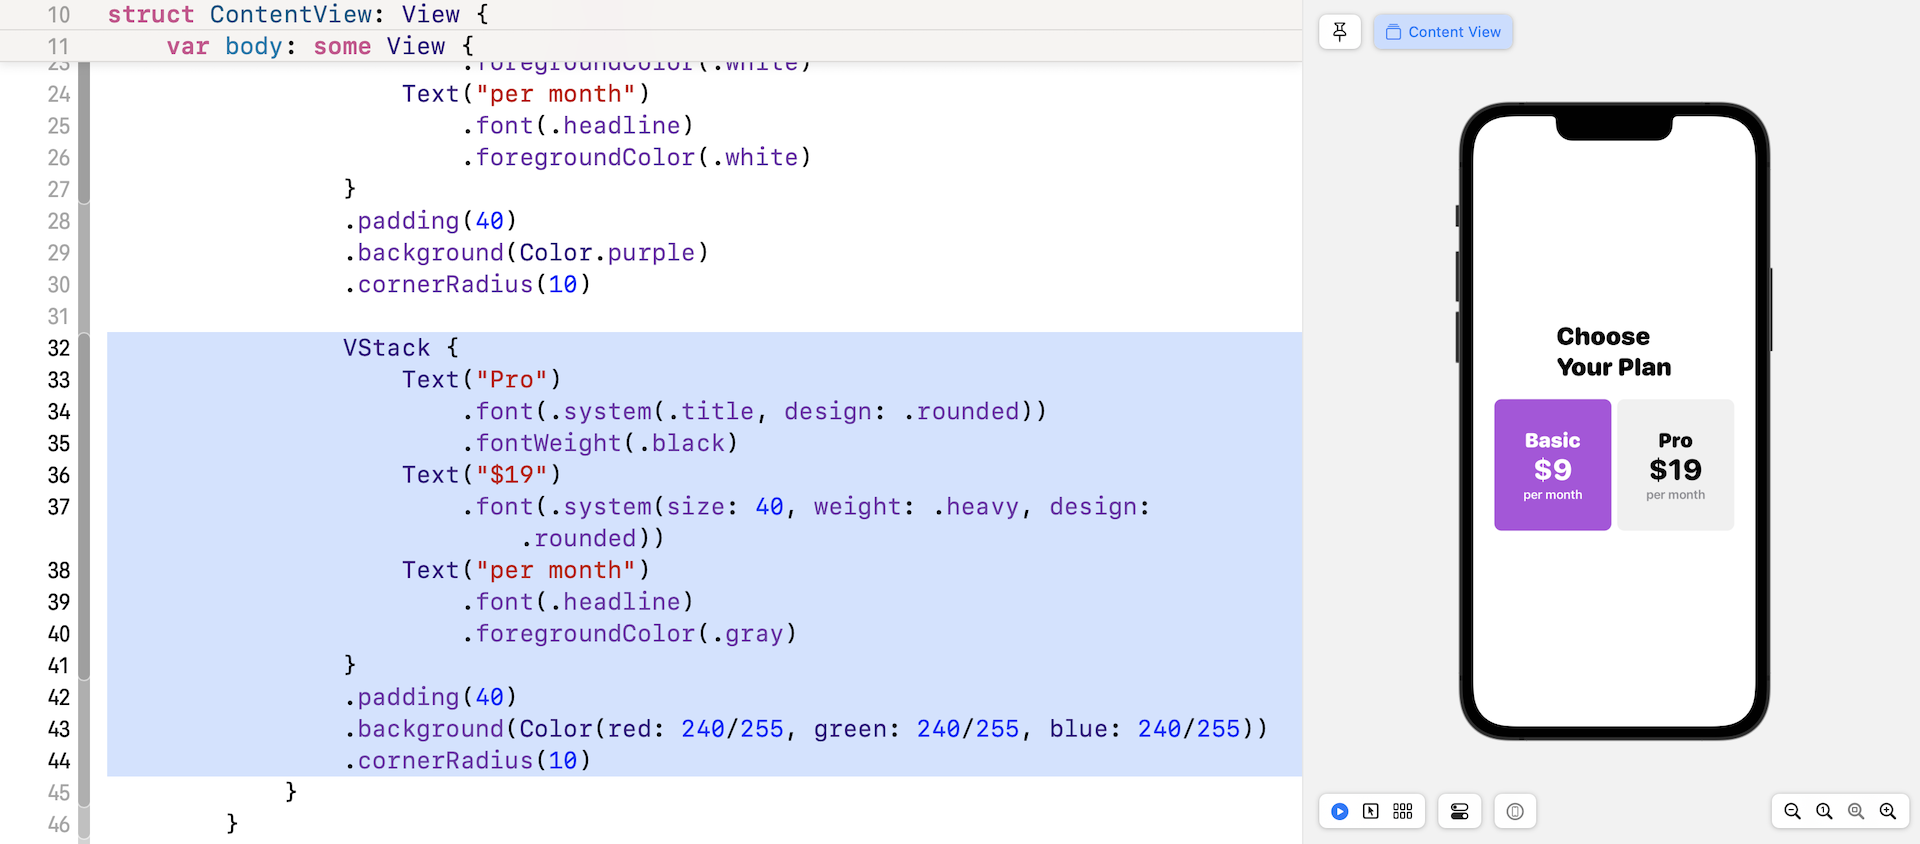 10 struct ContentView: View {
11 var body: some View {
23 .foregroundColor(.white)
24 Text("per month")
25 .font(.headline)
26 .foregroundColor(.white)
27 }
28 .padding(40)
29 .background(Color.purple)
30 .cornerRadius(10)
31
32 VStack {
33 Text("Pro")
34 .font(.system(.title, design: .rounded))
35 .fontWeight(.black)
36 Text("$19")
37 .font(.system(size: 40, weight: .heavy, design:
.rounded))
38 Text("per month")
39 .font(.headline)
40 .foregroundColor(.gray)
41 }
42 .padding(40)
43 .background(Color(red: 240/255, green: 240/255, blue: 240/255))
44 .cornerRadius(10)
45 }
46 }
Content View
Choose
Your Plan
Basic
$9
per month
Pro
$19
per month
1